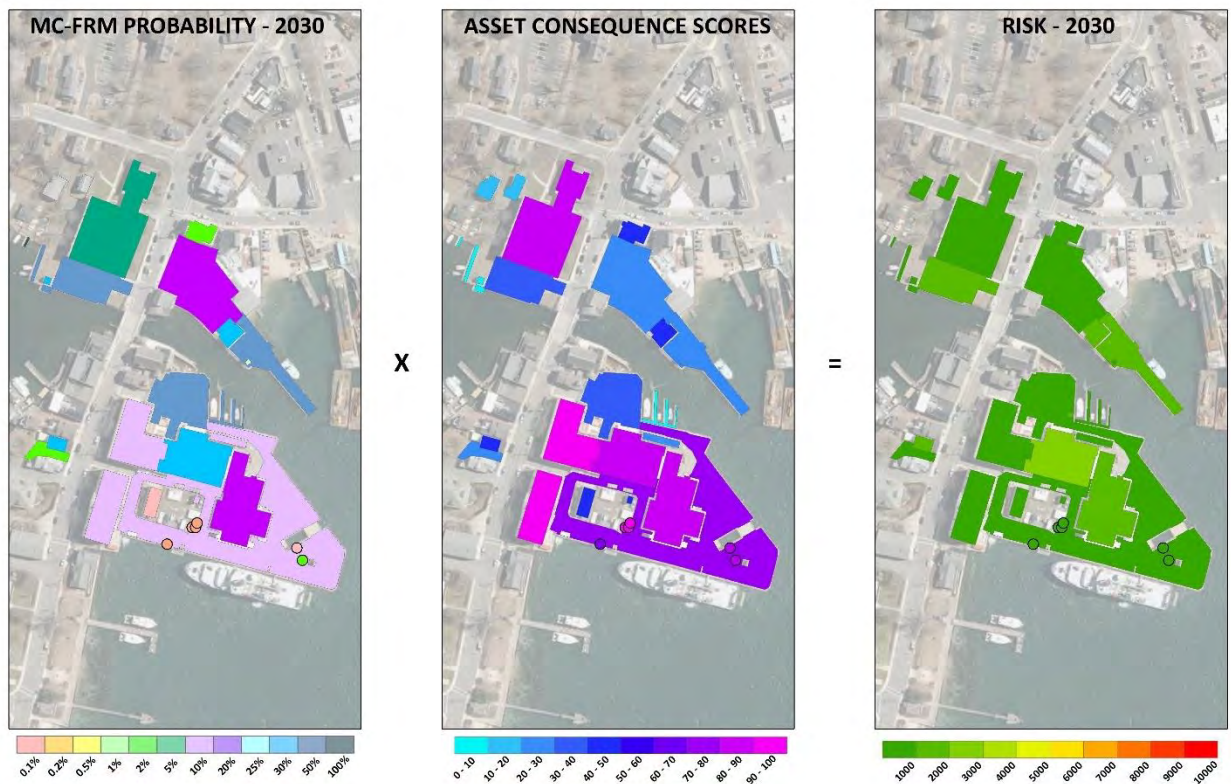 MC-FRM PROBABILITY - 2030
ASSET CONSEQUENCE SCORES
RISK - 2030
X
=
0.1% 0.2% 0.5% 1% 2% 5% 10% 20% 25% 30% 50% 100%
0 - 10 10 - 20 20 - 30 30 - 40 40 - 50 50 - 60 60 - 70 70 - 80 80 - 90 90 - 100
1000 2000 3000 4000 5000 6000 7000 8000 9000 10000